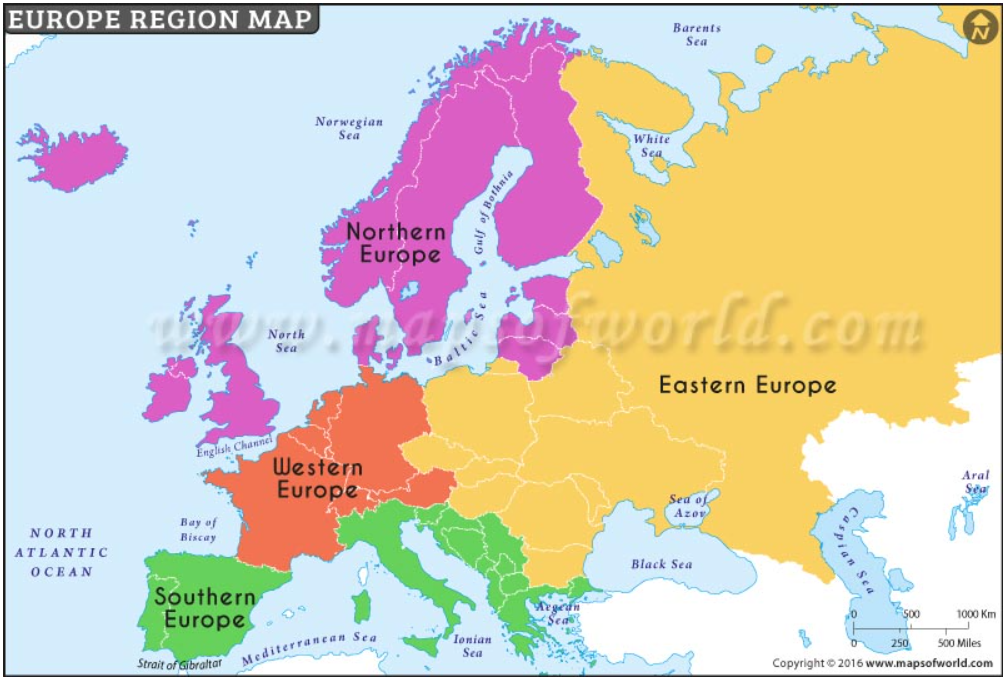 EUROPE REGION MAP
N
Barents
Sea
Norwegian
Sea
White
Sea
Gulf of Bothnia
Northern
Europe
www.mapsofworld.com
North
Sea
Baltic Sea
Eastern Europe
English Channel
Western
Europe
Aral
Sea
Sea of
Azov
Caspian Sea
Bay of
Biscay
NORTH
ATLANTIC
OCEAN
Black Sea
Southern
Europe
Aegean
Sea
Ionian
Sea
Mediterranean Sea
Strait of Gibraltar
0 500 1000 Km
0 250 500 Miles
Copyright © 2016 www.mapsofworld.com